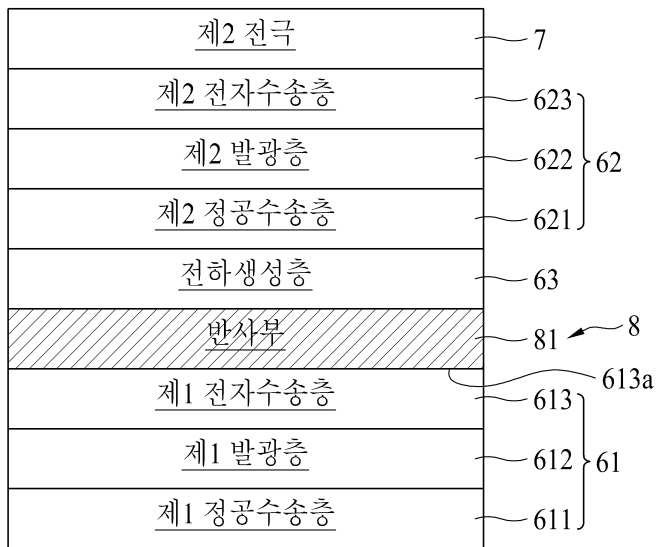 제2 전극 7
제2 전자수송층 623
제2 발광층 622 62
제2 정공수송층 621
전하생성층 63
반사부 81 8
613a
제1 전자수송층 613
제1 발광층 612 61
제1 정공수송층 611